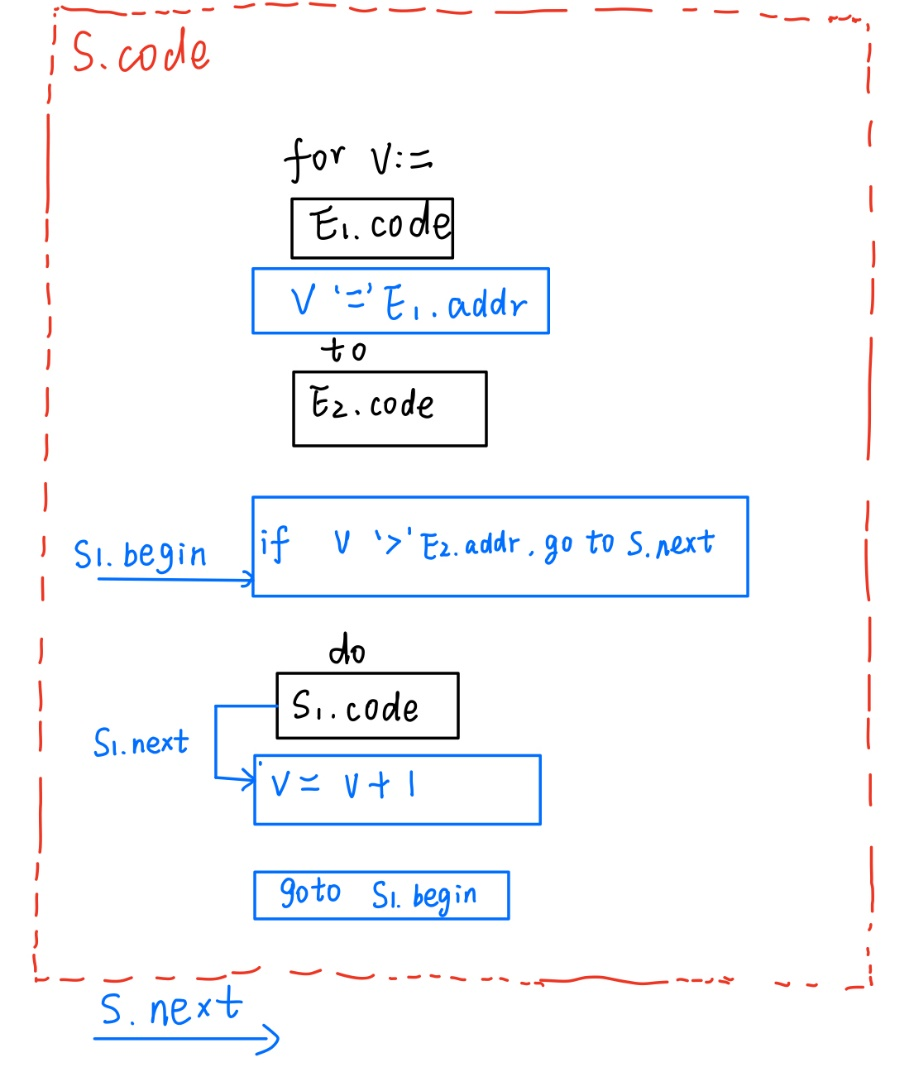 S.code
for V:=
E1.code
V '=' E1.addr
to
E2.code
S1.begin
if V '>' E2.addr, go to S.next
do
S1.code
S1.next
V = V + 1
goto S1.begin
S.next